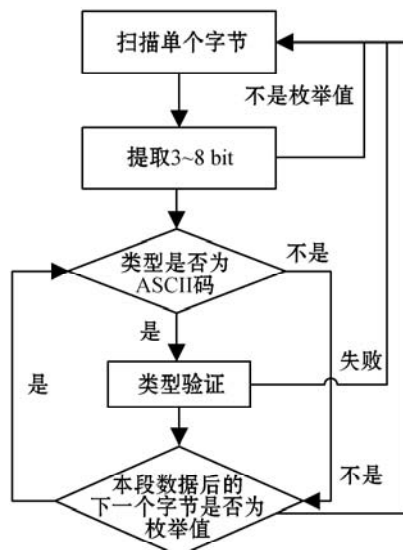 扫描单个字节
不是枚举值
提取3~8 bit
类型是否为
ASCII码
不是
是
类型验证
失败
是
本段数据后的
下一个字节是否为
枚举值
不是